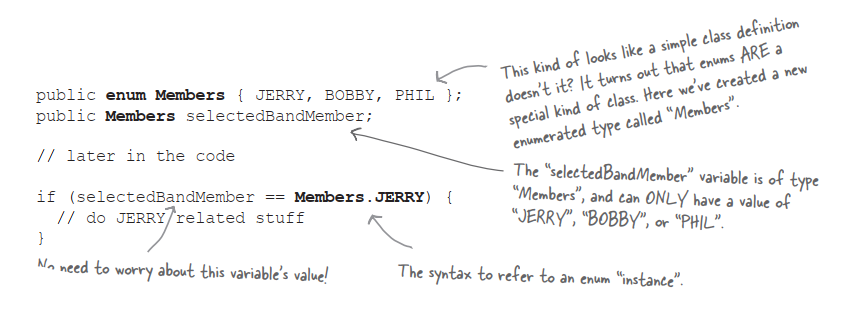 This kind of looks like a simple class definition
doesn't it? It turns out that enums ARE a
special kind of class. Here we've created a new
enumerated type called "Members".
public enum Members { JERRY, BOBBY, PHIL };
public Members selectedBandMember;
// later in the code
The "selectedBandMember" variable is of type
"Members", and can ONLY have a value of
"JERRY", "BOBBY", or "PHIL".
if (selectedBandMember == Members.JERRY) {
// do JERRY related stuff
}
No need to worry about this variable's value!
The syntax to refer to an enum "instance".